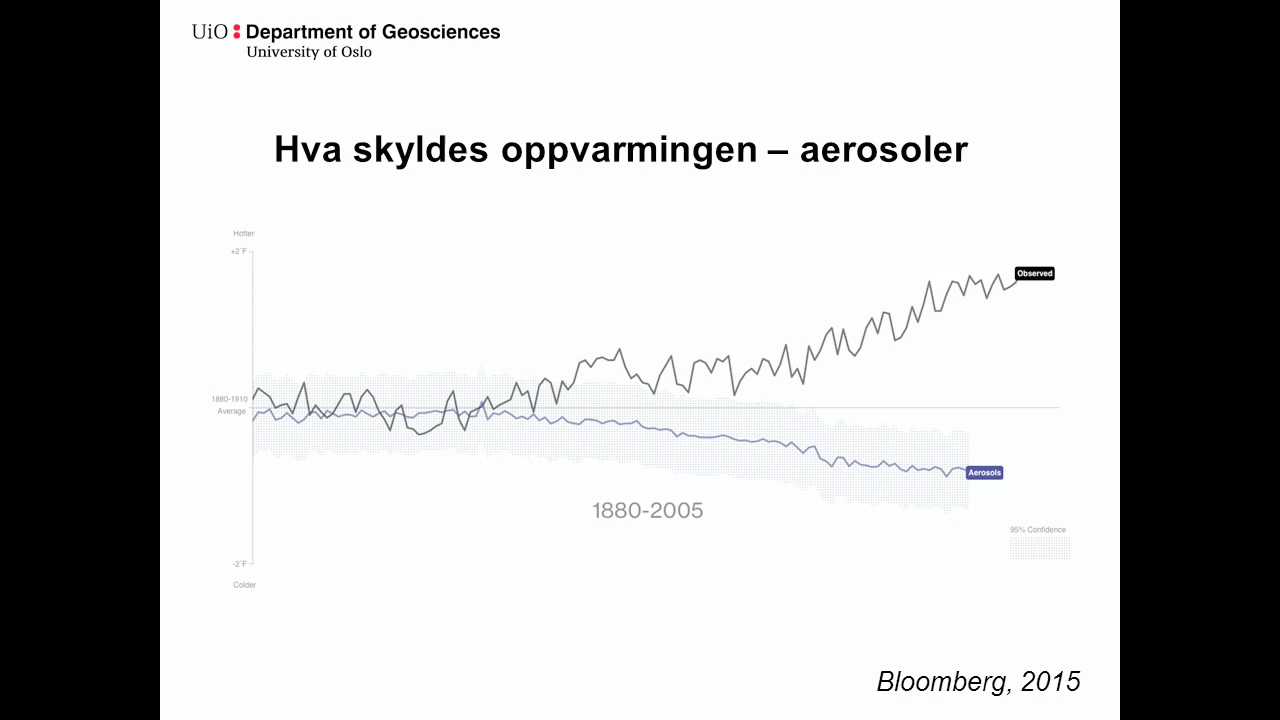 UiO Department of Geosciences
University of Oslo
Hva skyldes oppvarmingen – aerosoler
Hotter
+2°F
Observed
1880-1910
Average
Aerosols
1880-2005
95% Confidence
-2°F
Colder
Bloomberg, 2015